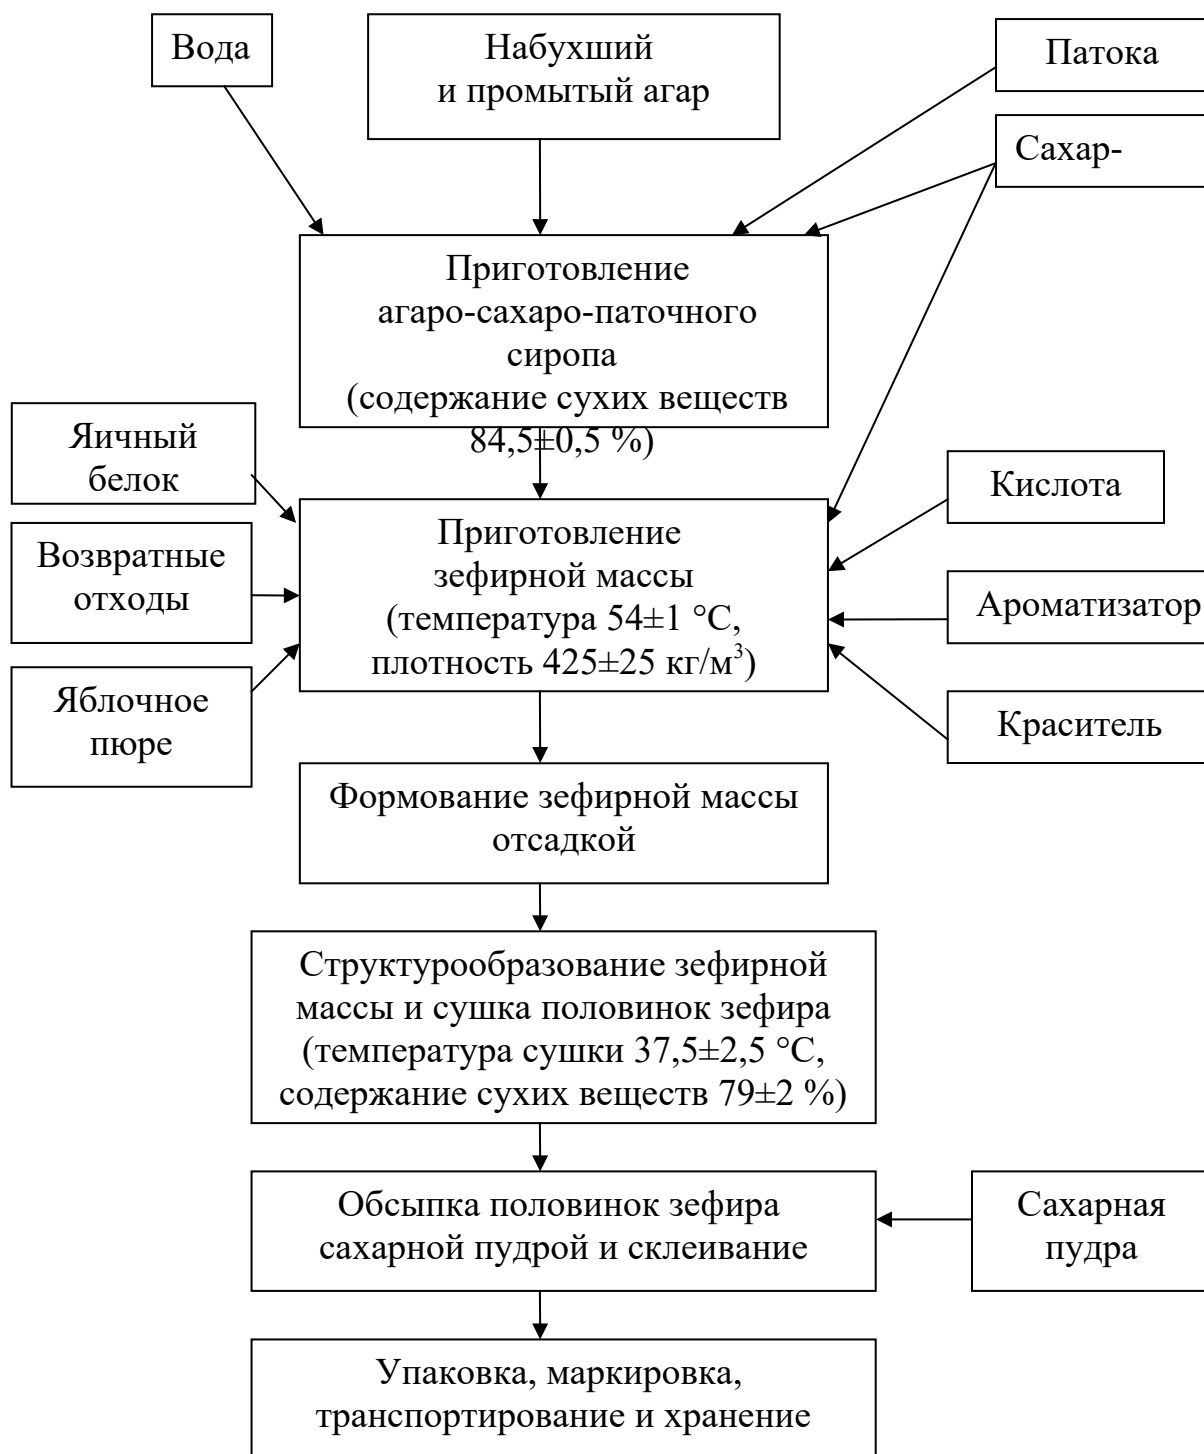 Вода
Набухший
и промытый агар
Патока
Сахар-
Приготовление
агаро-сахаро-паточного
сиропа
(содержание сухих веществ
84,5±0,5 %)
Яичный
белок
Возвратные
отходы
Яблочное
пюре
Приготовление
зефирной массы
(температура 54±1 °С,
плотность 425±25 кг/м³)
Кислота
Ароматизатор
Краситель
Формование зефирной массы
отсадкой
Структурообразование зефирной
массы и сушка половинок зефира
(температура сушки 37,5±2,5 °С,
содержание сухих веществ 79±2 %)
Обсыпка половинок зефира
сахарной пудрой и склеивание
Сахарная
пудра
Упаковка, маркировка,
транспортирование и хранение